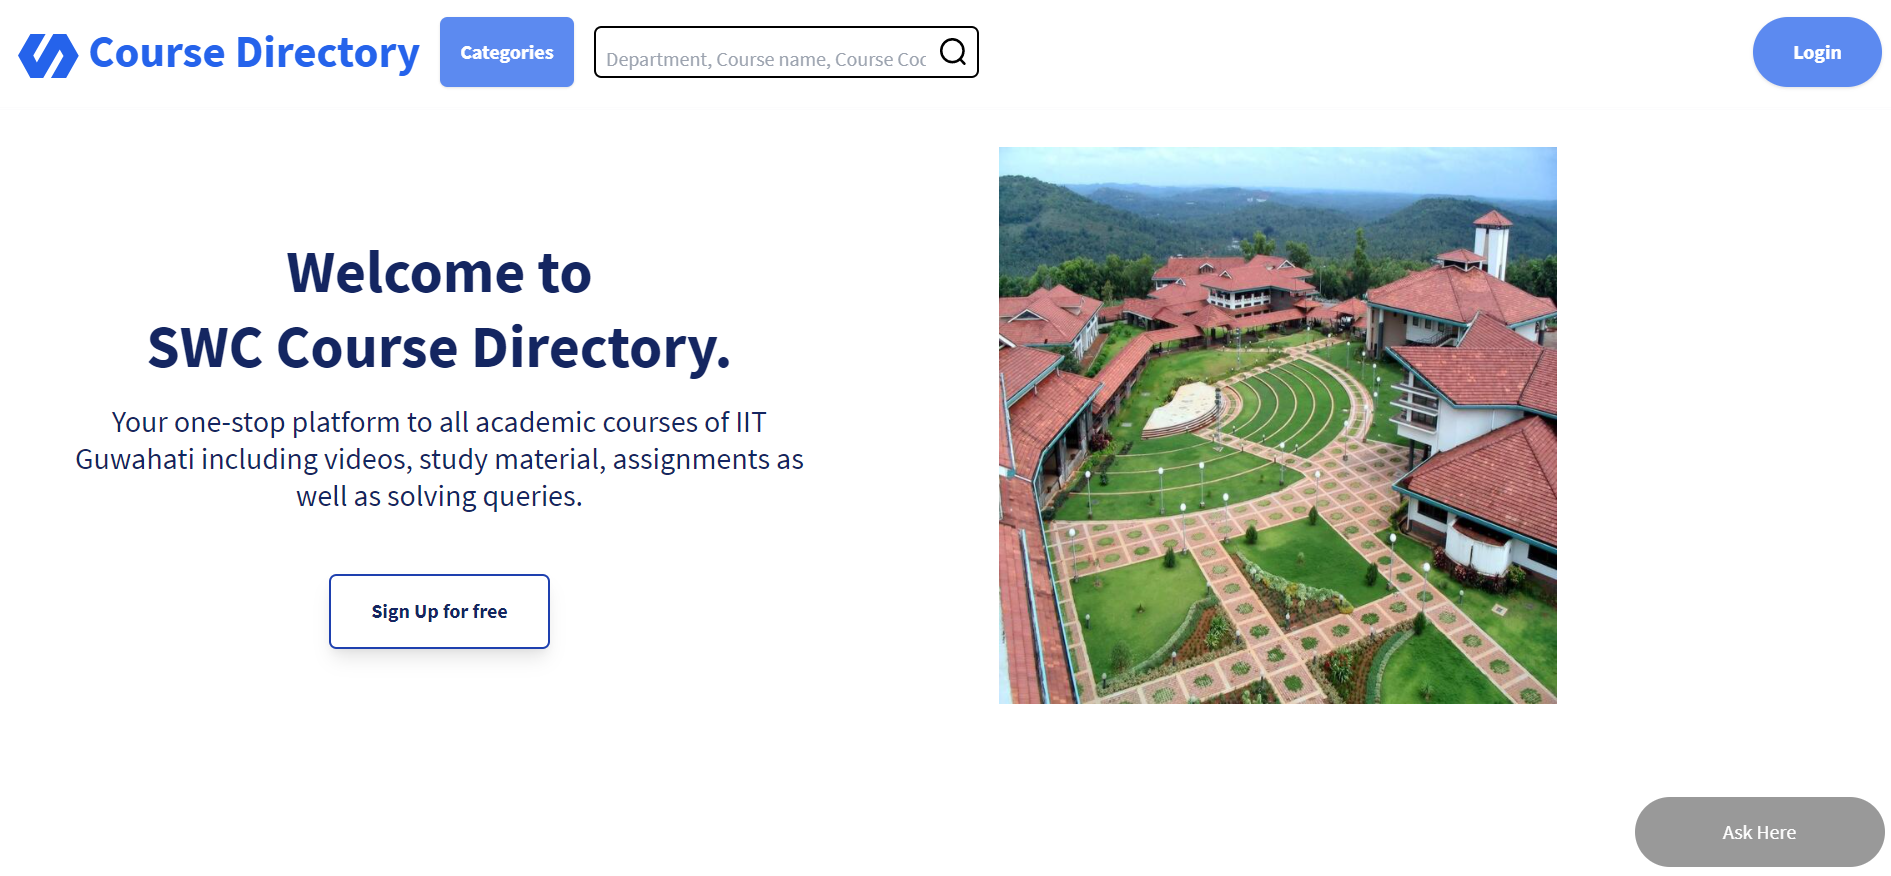 Course Directory
Categories
Department, Course name, Course Coc
Login
Welcome to
SWC Course Directory.
Your one-stop platform to all academic courses of IIT
Guwahati including videos, study material, assignments as
well as solving queries.
Sign Up for free
Ask Here